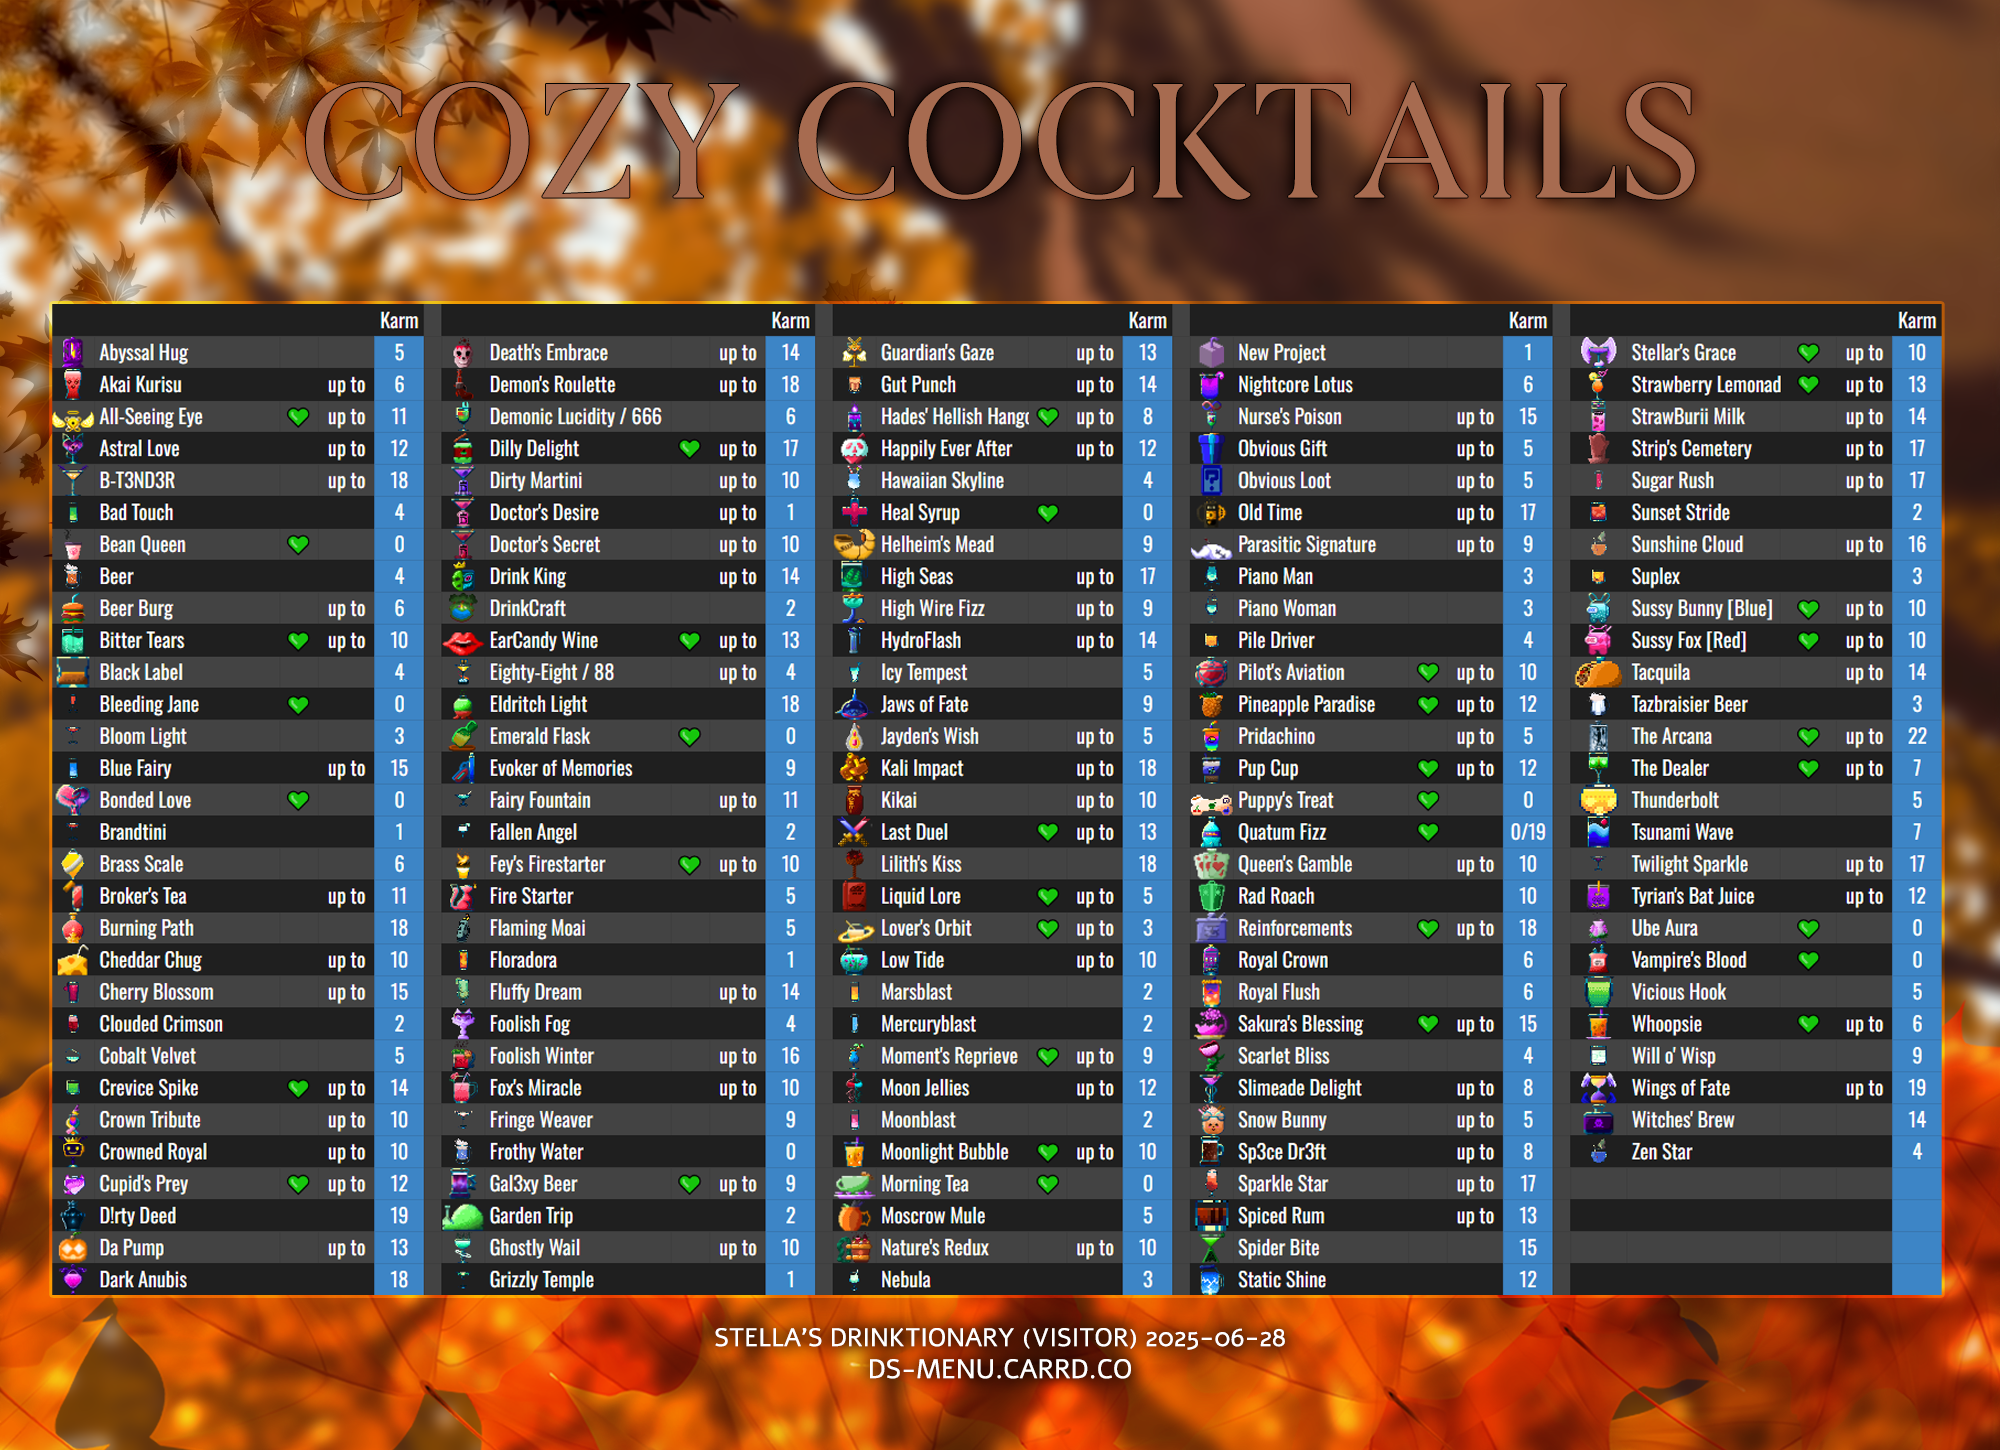 COZY COCKTAILS
Karm
Abyssal Hug 5
Akai Kurisu up to 6
All-Seeing Eye up to 11
Astral Love up to 12
B-T3ND3R up to 18
Bad Touch 4
Bean Queen 0
Beer 4
Beer Burg up to 6
Bitter Tears up to 10
Black Label 4
Bleeding Jane 0
Bloom Light 3
Blue Fairy up to 15
Bonded Love 0
Brandtini 1
Brass Scale 6
Broker's Tea up to 11
Burning Path 18
Cheddar Chug up to 10
Cherry Blossom up to 15
Clouded Crimson 2
Cobalt Velvet 5
Crevice Spike up to 14
Crown Tribute up to 10
Crowned Royal up to 10
Cupid's Prey up to 12
D!rty Deed 19
Da Pump up to 13
Dark Anubis 18
Karm
Death's Embrace up to 14
Demon's Roulette up to 18
Demonic Lucidity / 666 6
Dilly Delight up to 17
Dirty Martini up to 10
Doctor's Desire up to 1
Doctor's Secret up to 10
Drink King up to 14
DrinkCraft 2
EarCandy Wine up to 13
Eighty-Eight / 88 up to 4
Eldritch Light 18
Emerald Flask 0
Evoker of Memories 9
Fairy Fountain up to 11
Fallen Angel 2
Fey's Firestarter up to 10
Fire Starter 5
Flaming Moai 5
Floradora 1
Fluffy Dream up to 14
Foolish Fog 4
Foolish Winter up to 16
Fox's Miracle up to 10
Fringe Weaver 9
Frothy Water 0
Gal3xy Beer up to 9
Garden Trip 2
Ghostly Wail up to 10
Grizzly Temple 1
Karm
Guardian's Gaze up to 13
Gut Punch up to 14
Hades' Hellish Hang up to 8
Happily Ever After up to 12
Hawaiian Skyline 4
Heal Syrup 0
Helheim's Mead 9
High Seas up to 17
High Wire Fizz up to 9
HydroFlash up to 14
Icy Tempest 5
Jaws of Fate 9
Jayden's Wish up to 5
Kali Impact up to 18
Kikai up to 10
Last Duel up to 13
Lilith's Kiss 18
Liquid Lore up to 5
Lover's Orbit up to 3
Low Tide up to 10
Marsblast 2
Mercuryblast 2
Moment's Reprieve up to 9
Moon Jellies up to 12
Moonblast 2
Moonlight Bubble up to 10
Morning Tea 0
Moscrow Mule 5
Nature's Redux up to 10
Nebula 3
Karm
New Project 1
Nightcore Lotus 6
Nurse's Poison up to 15
Obvious Gift up to 5
Obvious Loot up to 5
Old Time up to 17
Parasitic Signature up to 9
Piano Man 3
Piano Woman 3
Pile Driver 4
Pilot's Aviation up to 10
Pineapple Paradise up to 12
Pridachino up to 5
Pup Cup up to 12
Puppy's Treat 0
Quatum Fizz 0/19
Queen's Gamble up to 10
Rad Roach 10
Reinforcements up to 18
Royal Crown 6
Royal Flush 6
Sakura's Blessing up to 15
Scarlet Bliss 4
Slimeade Delight up to 8
Snow Bunny up to 5
Sp3ce Dr3ft up to 8
Sparkle Star up to 17
Spiced Rum up to 13
Spider Bite 15
Static Shine 12
Karm
Stellar's Grace up to 10
Strawberry Lemonad up to 13
StrawBurii Milk up to 14
Strip's Cemetery up to 17
Sugar Rush up to 17
Sunset Stride 2
Sunshine Cloud up to 16
Suplex 3
Sussy Bunny [Blue] up to 10
Sussy Fox [Red] up to 10
Tacquila up to 14
Tazbraisier Beer 3
The Arcana up to 22
The Dealer up to 7
Thunderbolt 5
Tsunami Wave 7
Twilight Sparkle up to 17
Tyrian's Bat Juice up to 12
Ube Aura 0
Vampire's Blood 0
Vicious Hook 5
Whoopsie up to 6
Will o' Wisp 9
Wings of Fate up to 19
Witches' Brew 14
Zen Star 4
STELLA'S DRINKTIONARY (VISITOR) 2025-06-28
DS-MENU.CARRD.CO